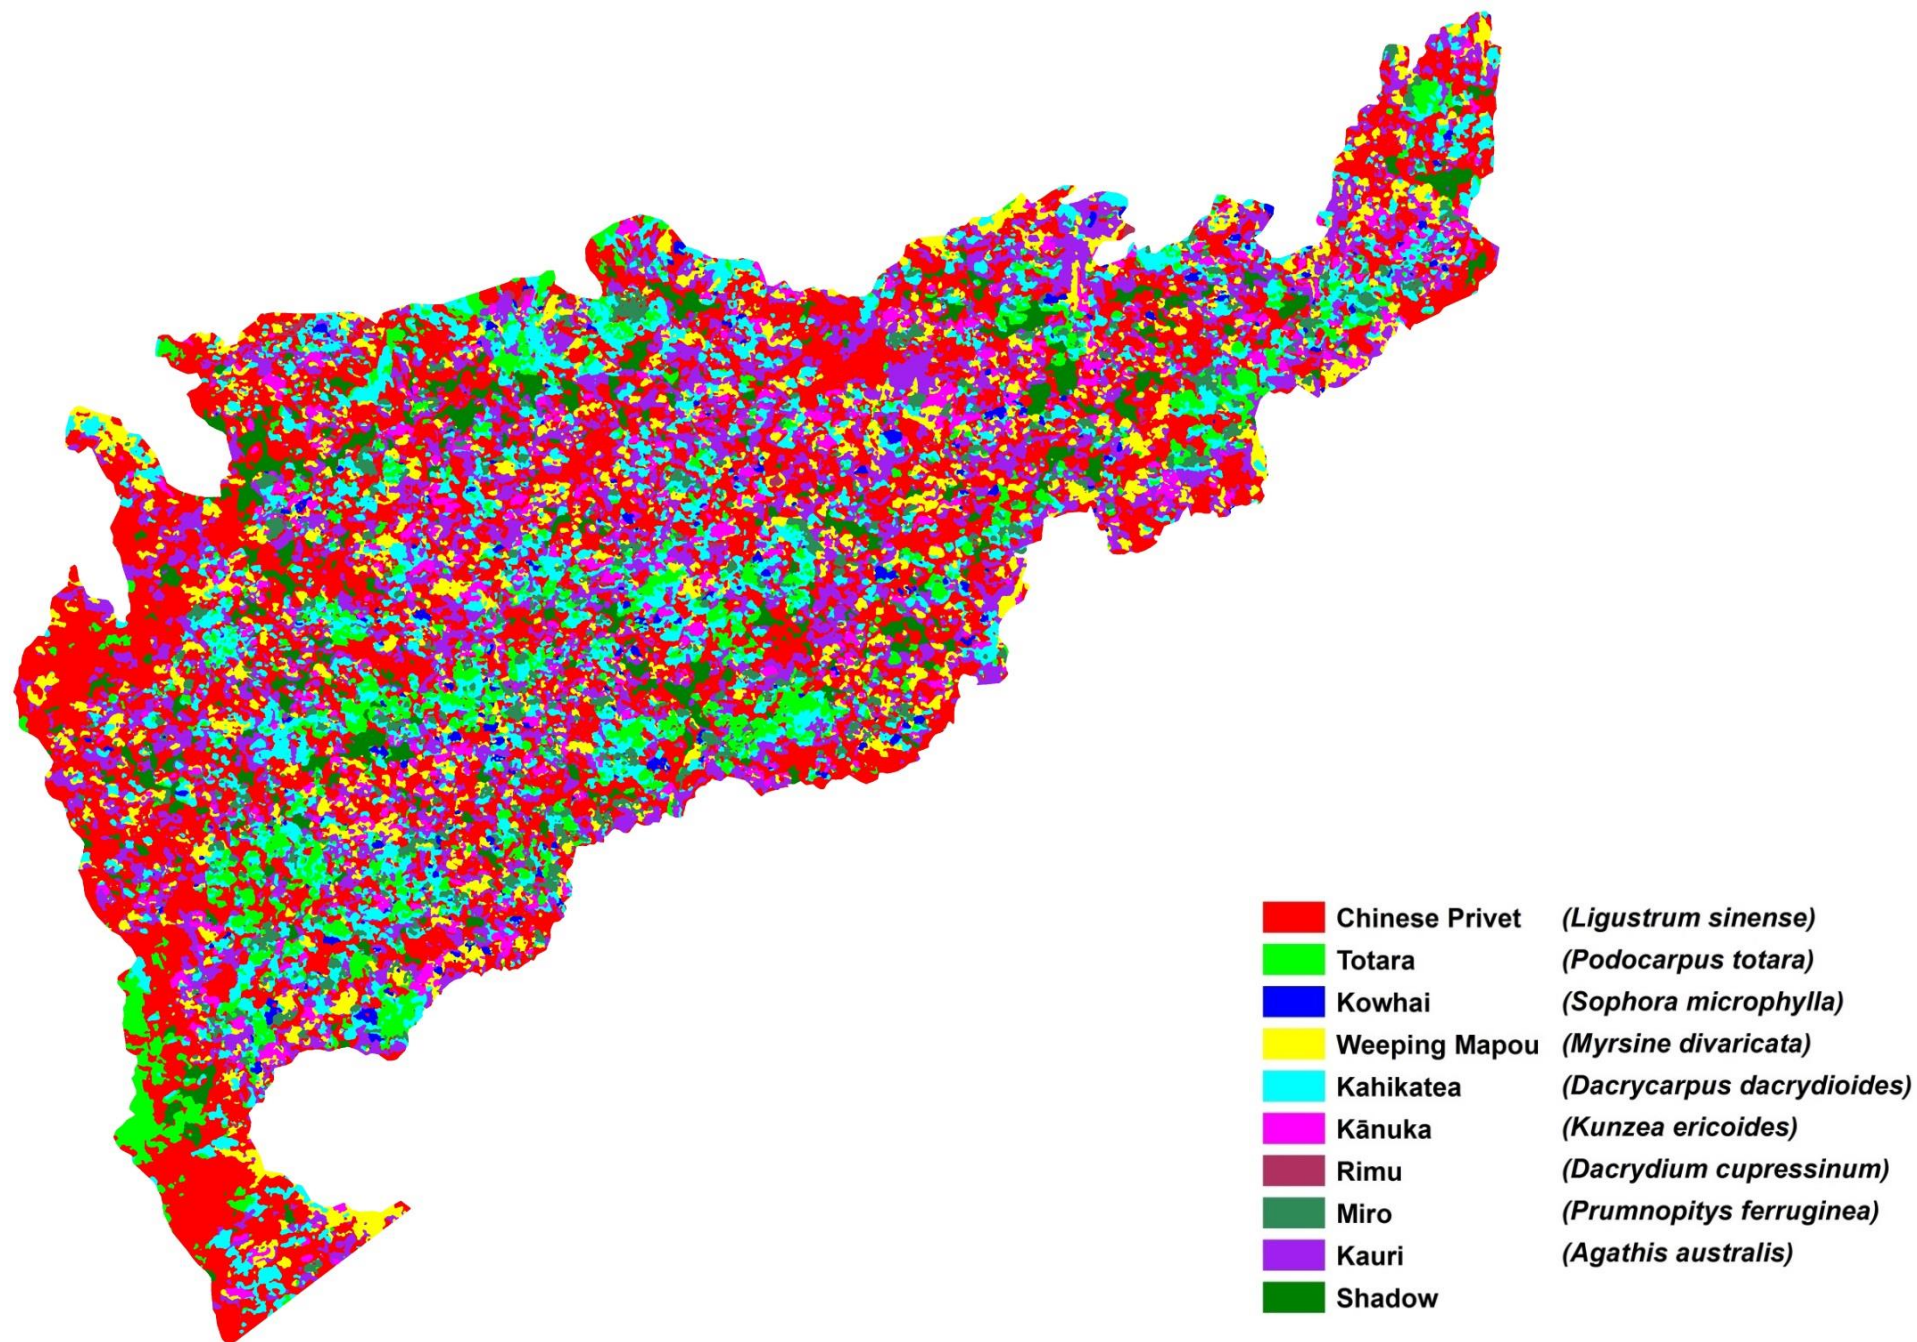 Chinese Privet (Ligustrum sinense)
Totara (Podocarpus totara)
Kowhai (Sophora microphylla)
Weeping Mapou (Myrsine divaricata)
Kahikatea (Dacrycarpus dacrydioides)
Kānuka (Kunzea ericoides)
Rimu (Dacrydium cupressinum)
Miro (Prumnopitys ferruginea)
Kauri (Agathis australis)
Shadow